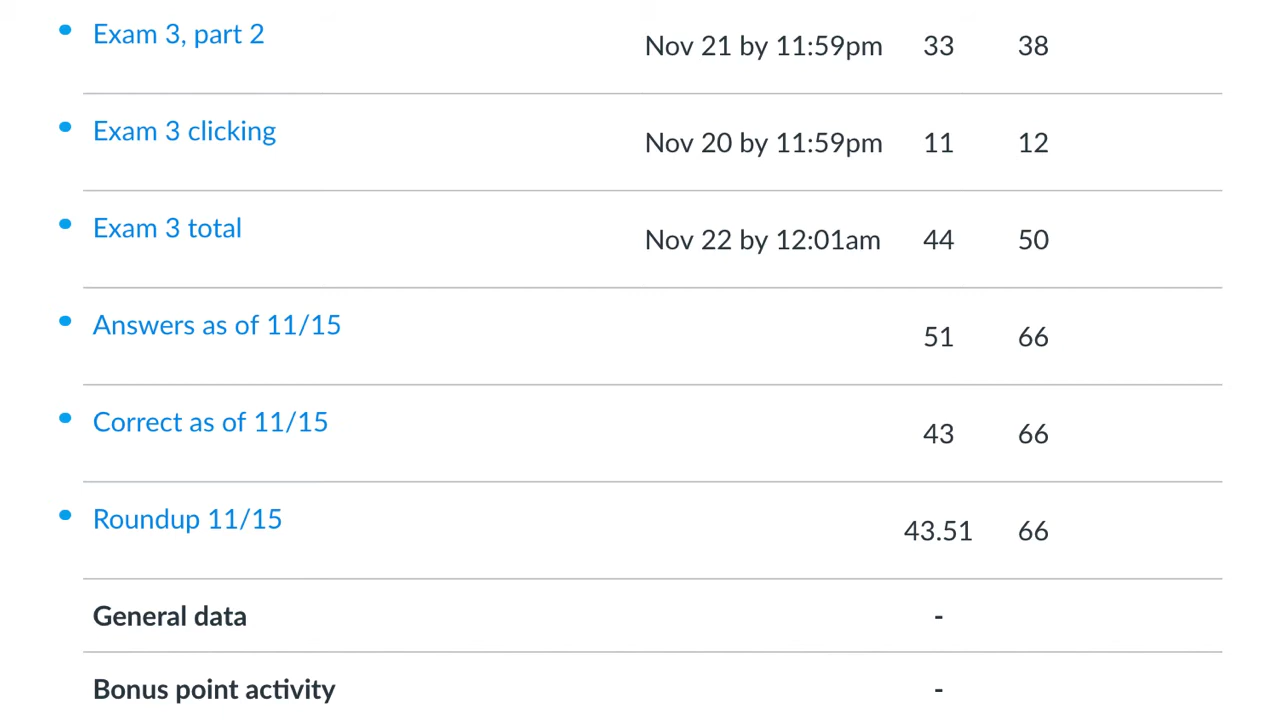 Exam 3, part 2 Nov 21 by 11:59pm 33 38
Exam 3 clicking Nov 20 by 11:59pm 11 12
Exam 3 total Nov 22 by 12:01am 44 50
Answers as of 11/15 51 66
Correct as of 11/15 43 66
Roundup 11/15 43.51 66
General data -
Bonus point activity -